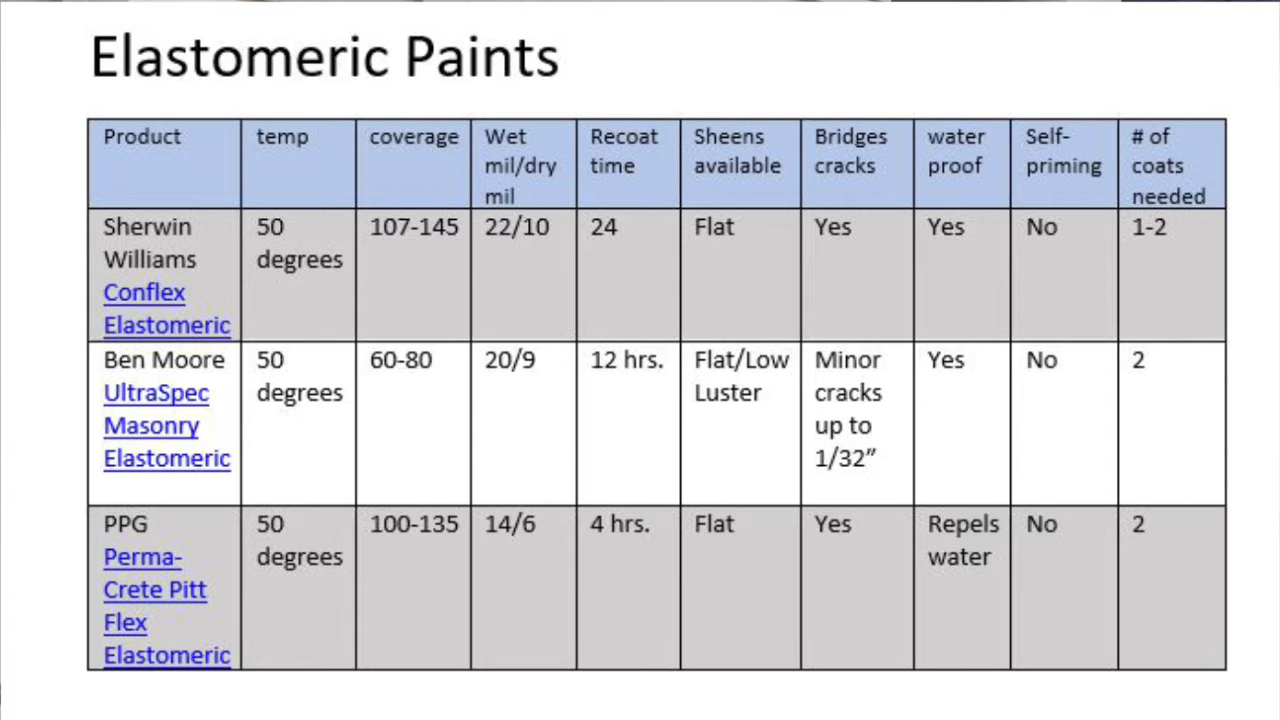 Elastomeric Paints
Product
temp
coverage
Wet
mil/dry
mil
Recoat
time
Sheens
available
Bridges
cracks
water
proof
Self-
priming
# of
coats
needed
Sherwin
Williams
Conflex
Elastomeric
50
degrees
107-145
22/10
24
Flat
Yes
Yes
No
1-2
Ben Moore
UltraSpec
Masonry
Elastomeric
50
degrees
60-80
20/9
12 hrs.
Flat/Low
Luster
Minor
cracks
up to
1/32”
Yes
No
2
PPG
Perma-
Crete Pitt
Flex
Elastomeric
50
degrees
100-135
14/6
4 hrs.
Flat
Yes
Repels
water
No
2